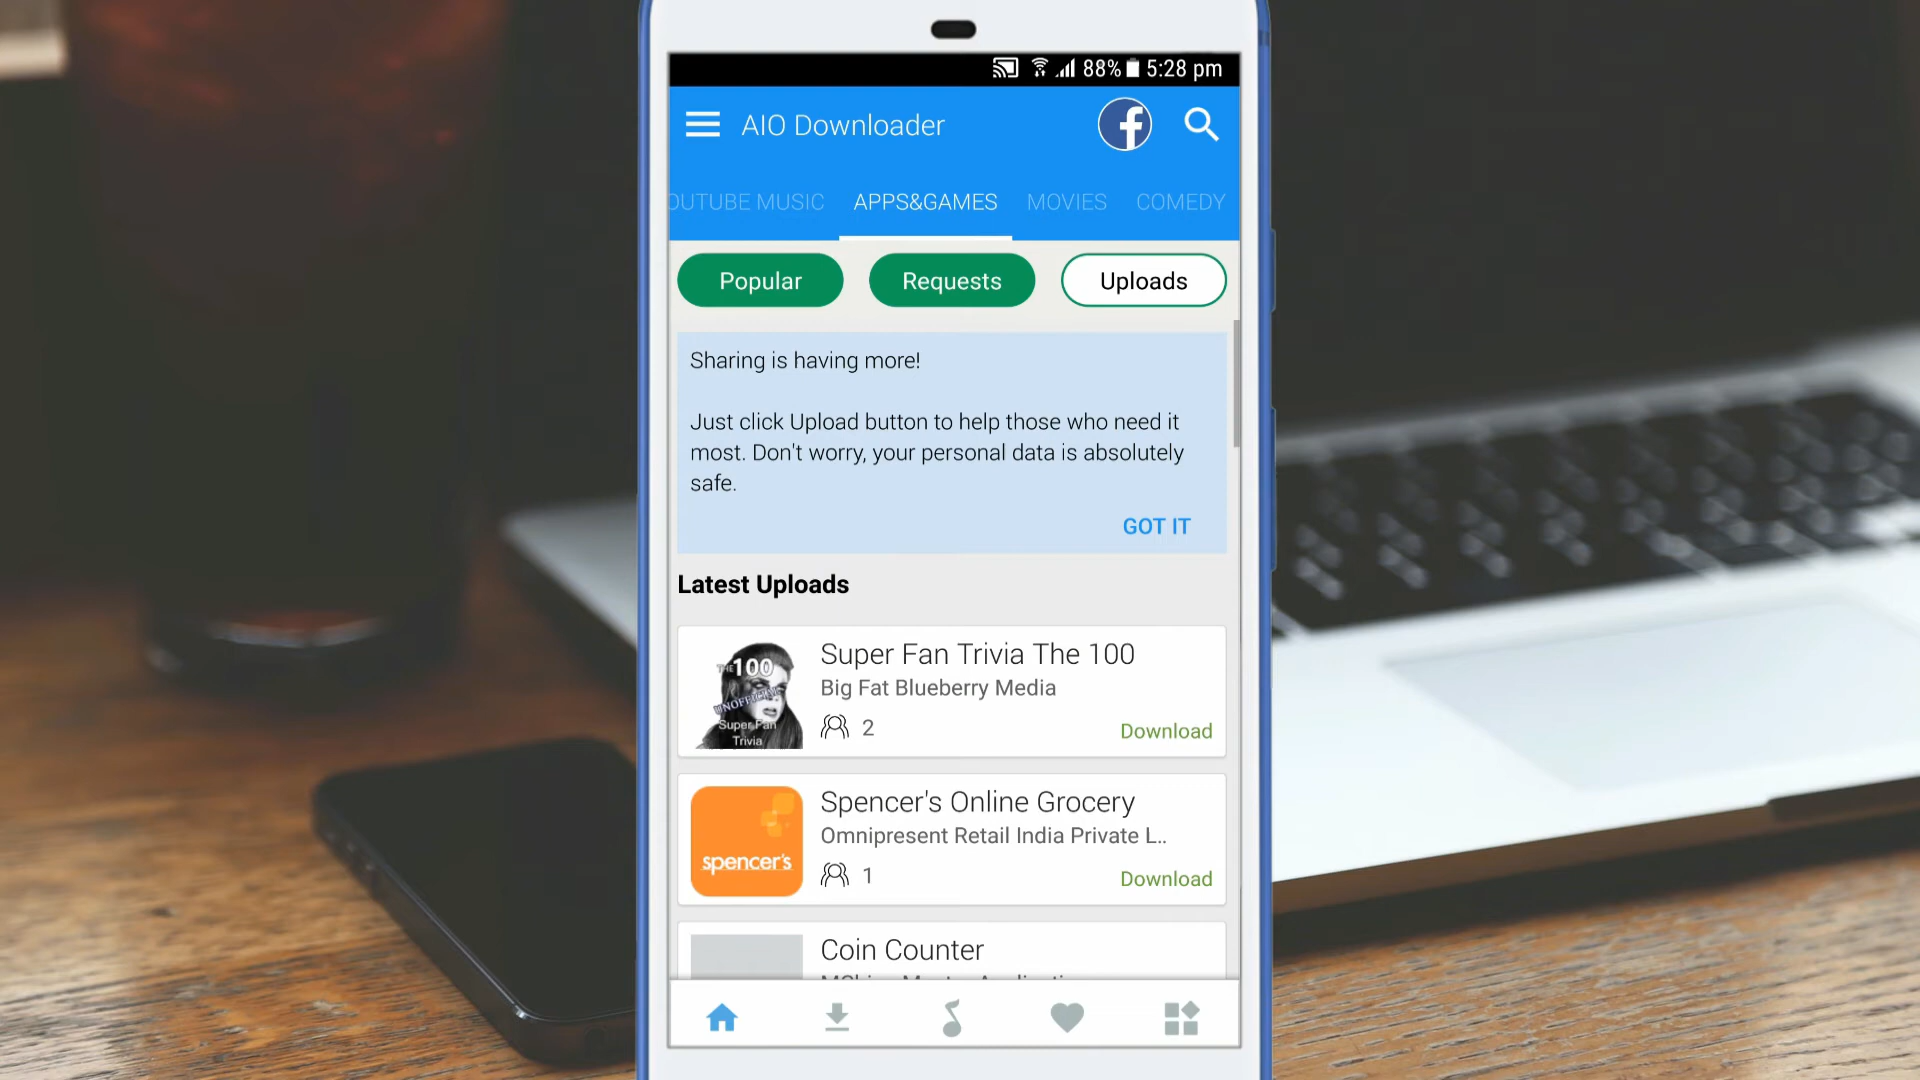 88% 5:28 pm
AIO Downloader
OUTUBE MUSIC APPS&GAMES MOVIES COMEDY
Popular Requests Uploads
Sharing is having more!
Just click Upload button to help those who need it
most. Don't worry, your personal data is absolutely
safe.
GOT IT
Latest Uploads
THE 100
UNOFFICIAL
Super Fan
Trivia
Super Fan Trivia The 100
Big Fat Blueberry Media
2 Download
spencer's
Spencer's Online Grocery
Omnipresent Retail India Private L..
1 Download
Coin Counter